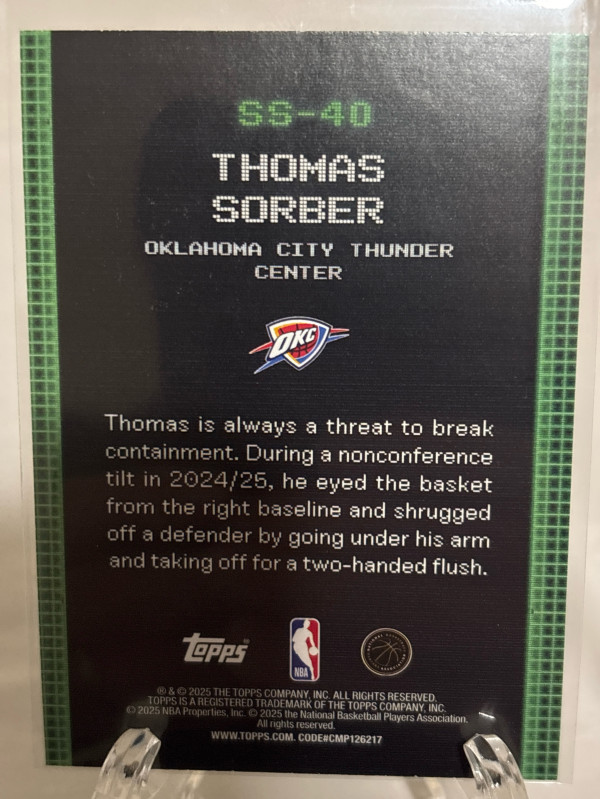 SS-40
THOMAS
SORBER
OKLAHOMA CITY THUNDER
CENTER
OKC
Thomas is always a threat to break
containment. During a nonconference
tilt in 2024/25, he eyed the basket
from the right baseline and shrugged
off a defender by going under his arm
and taking off for a two-handed flush.
topps
NBA
® & © 2025 THE TOPPS COMPANY, INC. ALL RIGHTS RESERVED.
TOPPS IS A REGISTERED TRADEMARK OF THE TOPPS COMPANY, INC.
© 2025 NBA Properties, Inc. © 2025 the National Basketball Players Association.
All rights reserved.
WWW.TOPPS.COM. CODE#CMP126217